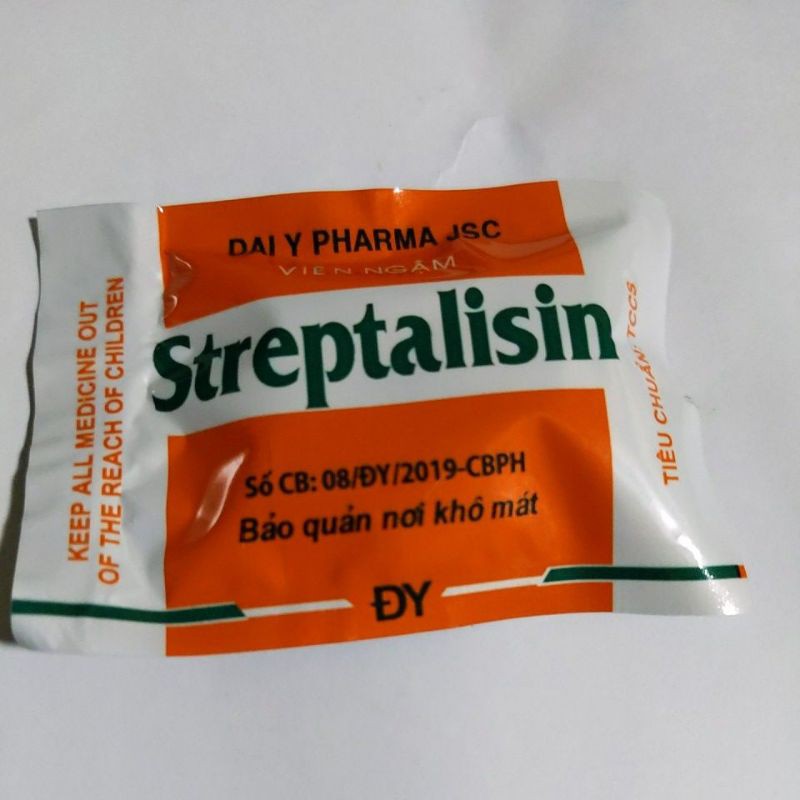 DAI Y PHARMA JSC
VIÊN NGẬM
Streptalisin
Số CB: 08/ĐY/2019-CBPH
Bảo quản nơi khô mát
ĐY
KEEP ALL MEDICINE OUT
OF THE REACH OF CHILDREN
TIÊU CHUẨN: TCCS